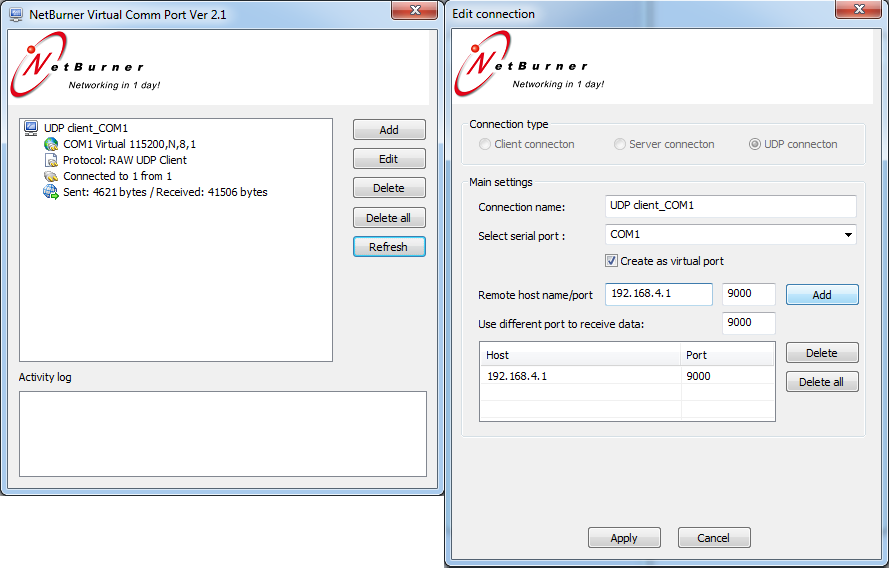 NetBurner Virtual Comm Port Ver 2.1
NetBurner
Networking in 1 day!
UDP client_COM1
COM1 Virtual 115200,N,8,1
Protocol: RAW UDP Client
Connected to 1 from 1
Sent: 4621 bytes / Received: 41506 bytes
Add
Edit
Delete
Delete all
Refresh
Activity log
Edit connection
NetBurner
Networking in 1 day!
Connection type
Client connecton
Server connecton
UDP connecton
Main settings
Connection name: UDP client_COM1
Select serial port : COM1
Create as virtual port
Remote host name/port 192.168.4.1 9000 Add
Use different port to receive data: 9000
Host Port
192.168.4.1 9000
Delete
Delete all
Apply Cancel